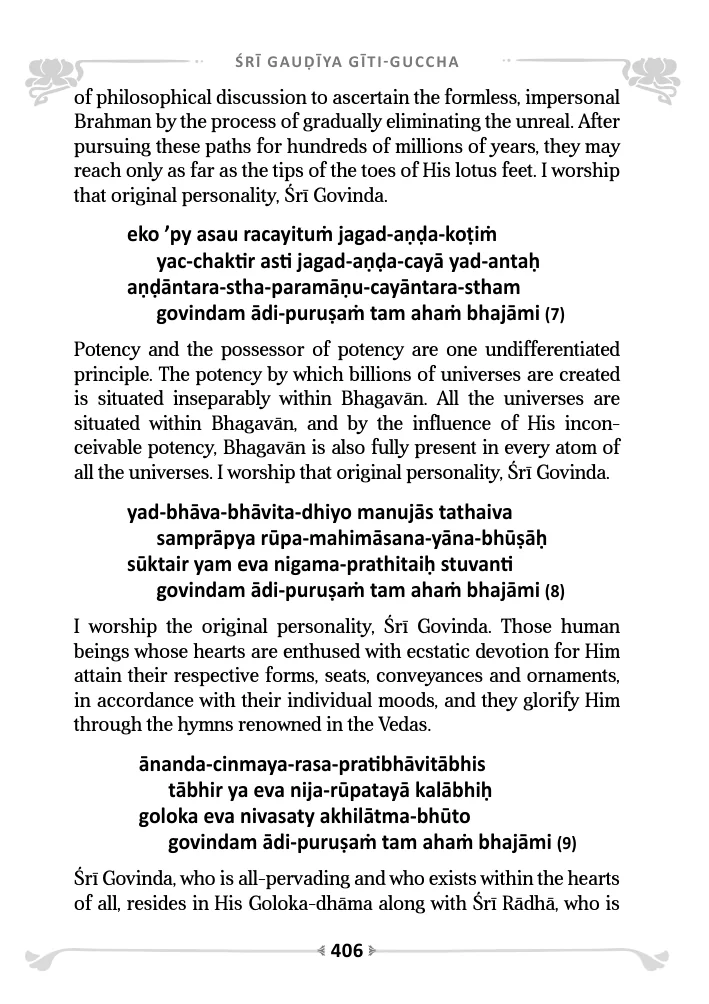 ŚRĪ GAUḌĪYA GĪTI-GUCCHA
of philosophical discussion to ascertain the formless, impersonal
Brahman by the process of gradually eliminating the unreal. After
pursuing these paths for hundreds of millions of years, they may
reach only as far as the tips of the toes of His lotus feet. I worship
that original personality, Śrī Govinda.
eko ’py asau racayituṁ jagad-aṇḍa-koṭiṁ
yac-chaktir asti jagad-aṇḍa-cayā yad-antaḥ
aṇḍāntara-stha-paramāṇu-cayāntara-stham
govindam ādi-puruṣaṁ tam ahaṁ bhajāmi (7)
Potency and the possessor of potency are one undifferentiated
principle. The potency by which billions of universes are created
is situated inseparably within Bhagavān. All the universes are
situated within Bhagavān, and by the influence of His incon-
ceivable potency, Bhagavān is also fully present in every atom of
all the universes. I worship that original personality, Śrī Govinda.
yad-bhāva-bhāvita-dhiyo manujās tathaiva
samprāpya rūpa-mahimāsana-yāna-bhūṣāḥ
sūktair yam eva nigama-prathitaiḥ stuvanti
govindam ādi-puruṣaṁ tam ahaṁ bhajāmi (8)
I worship the original personality, Śrī Govinda. Those human
beings whose hearts are enthused with ecstatic devotion for Him
attain their respective forms, seats, conveyances and ornaments,
in accordance with their individual moods, and they glorify Him
through the hymns renowned in the Vedas.
ānanda-cinmaya-rasa-pratibhāvitābhis
tābhir ya eva nija-rūpatayā kalābhiḥ
goloka eva nivasaty akhilātma-bhūto
govindam ādi-puruṣaṁ tam ahaṁ bhajāmi (9)
Śrī Govinda, who is all-pervading and who exists within the hearts
of all, resides in His Goloka-dhāma along with Śrī Rādhā, who is
406